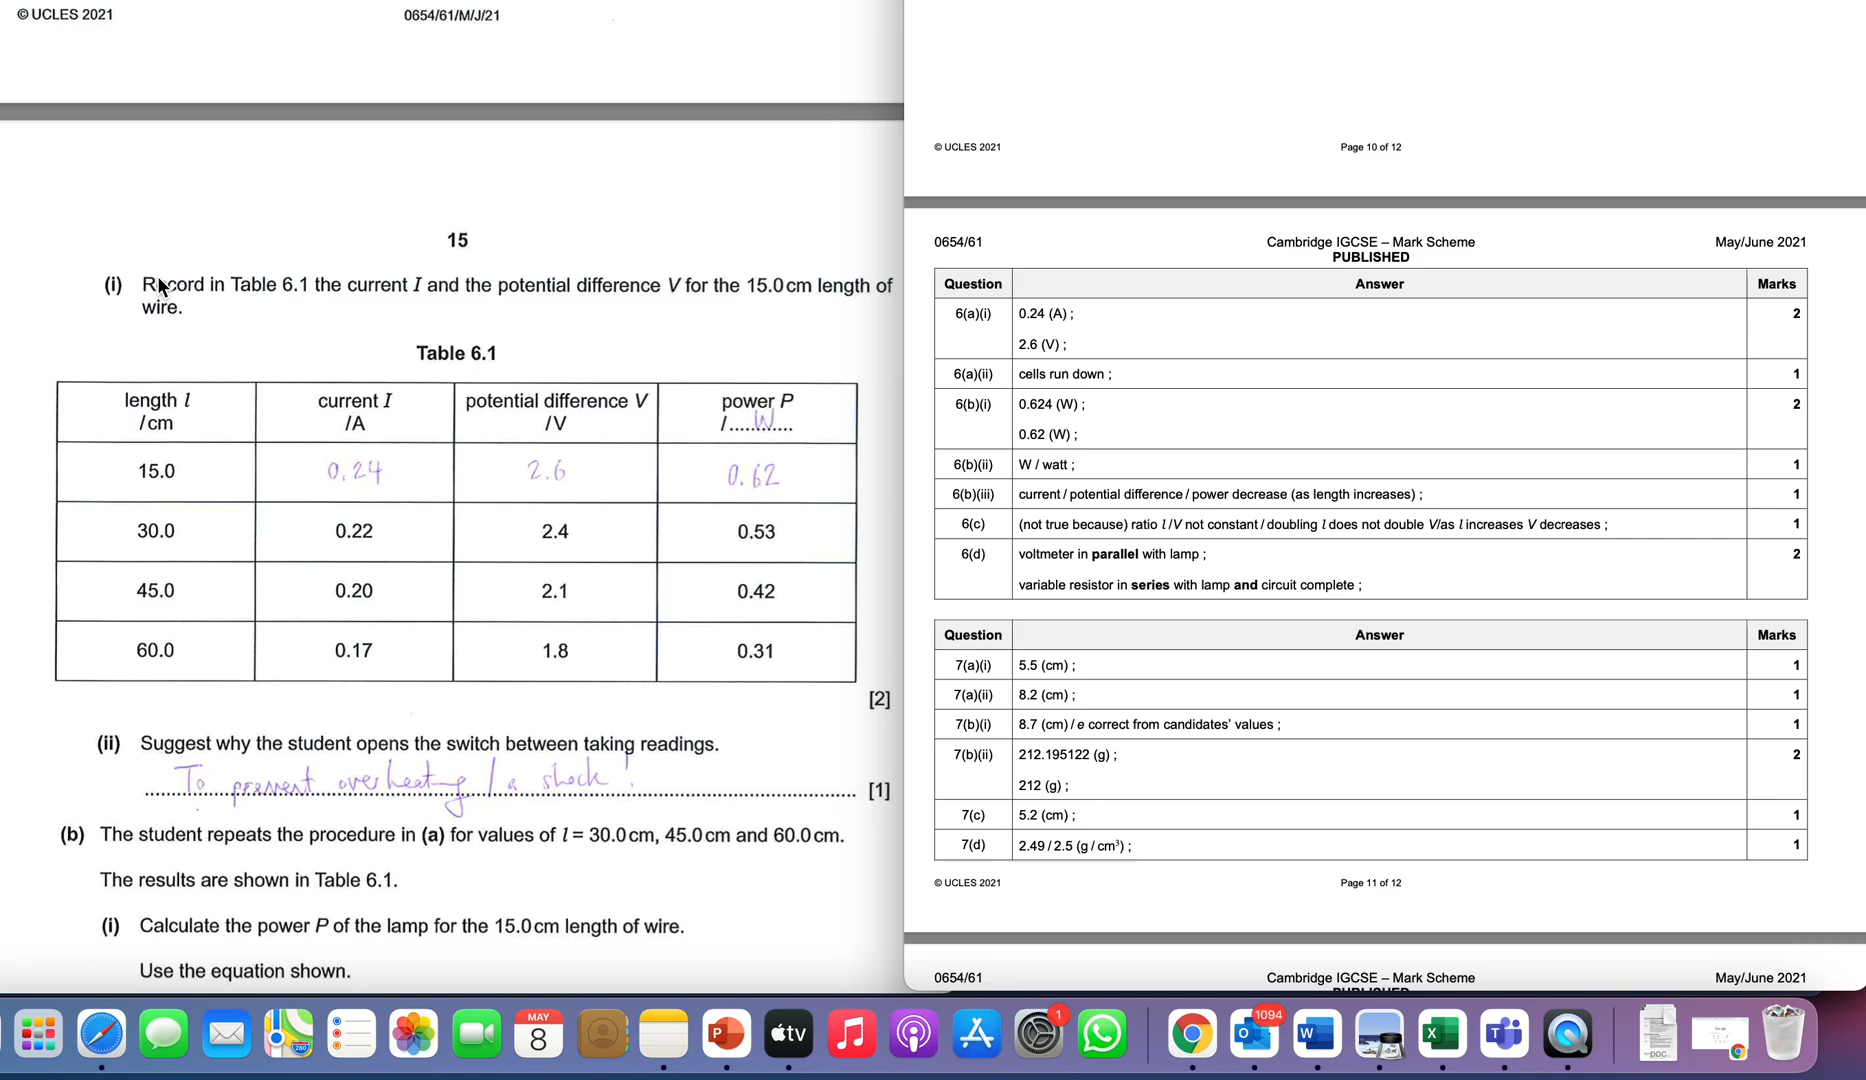 © UCLES 2021
0654/61/M/J/21
15
(i) Record in Table 6.1 the current I and the potential difference V for the 15.0 cm length of
wire.
Table 6.1
length l /cm
current I /A
potential difference V /V
power P /......W......
15.0 0.24 2.6 0.62
30.0 0.22 2.4 0.53
45.0 0.20 2.1 0.42
60.0 0.17 1.8 0.31
[2]
(ii) Suggest why the student opens the switch between taking readings.
To prevent overheating / a shock !
[1]
(b) The student repeats the procedure in (a) for values of l = 30.0 cm, 45.0 cm and 60.0 cm.
The results are shown in Table 6.1.
(i) Calculate the power P of the lamp for the 15.0 cm length of wire.
Use the equation shown.
© UCLES 2021 Page 10 of 12
0654/61 Cambridge IGCSE – Mark Scheme May/June 2021
PUBLISHED
Question Answer Marks
6(a)(i) 0.24 (A) ; 2
2.6 (V) ;
6(a)(ii) cells run down ; 1
6(b)(i) 0.624 (W) ; 2
0.62 (W) ;
6(b)(ii) W / watt ; 1
6(b)(iii) current / potential difference / power decrease (as length increases) ; 1
6(c) (not true because) ratio l / V not constant / doubling l does not double V/as l increases V decreases ; 1
6(d) voltmeter in parallel with lamp ; 2
variable resistor in series with lamp and circuit complete ;
Question Answer Marks
7(a)(i) 5.5 (cm) ; 1
7(a)(ii) 8.2 (cm) ; 1
7(b)(i) 8.7 (cm) / e correct from candidates' values ; 1
7(b)(ii) 212.195122 (g) ; 2
212 (g) ;
7(c) 5.2 (cm) ; 1
7(d) 2.49 / 2.5 (g / cm³) ; 1
© UCLES 2021 Page 11 of 12
0654/61 Cambridge IGCSE – Mark Scheme May/June 2021
PUBLISHED
280
MAY
8
P
tv
1
1094
O
W
X
T
DOC